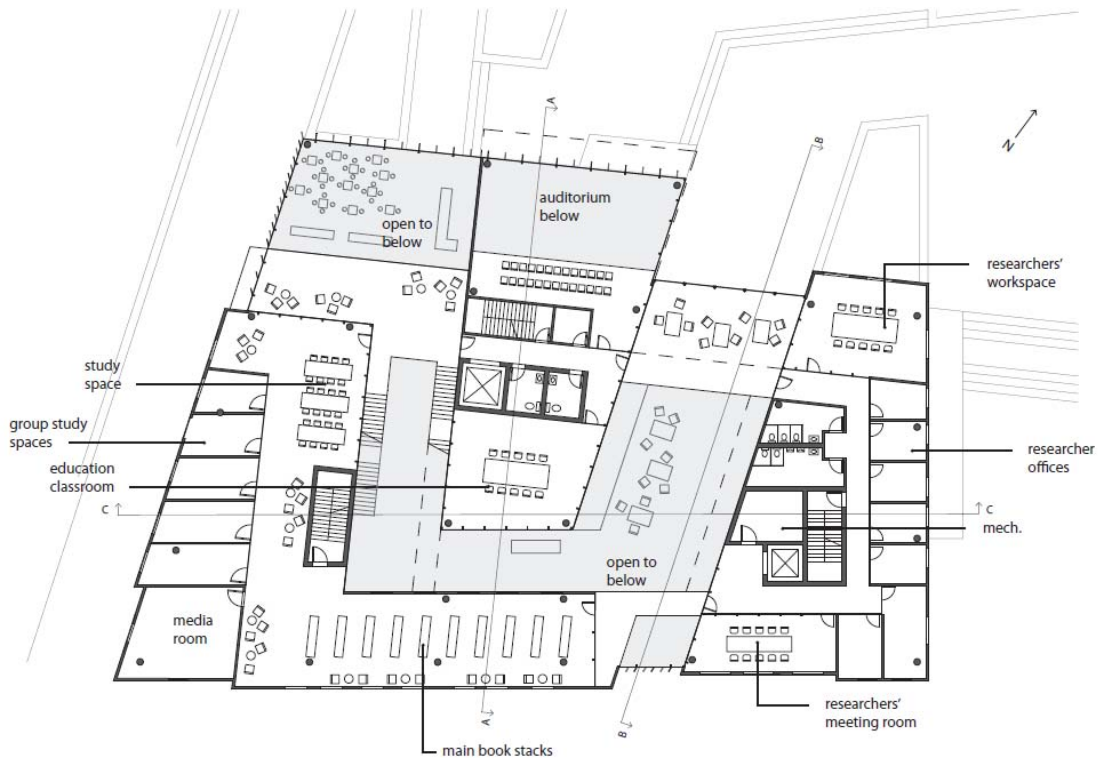 A
B
N
auditorium
below
open to
below
researchers'
workspace
study
space
group study
spaces
education
classroom
researcher
offices
C
C
mech.
open to
below
media
room
A
B
researchers'
meeting room
main book stacks